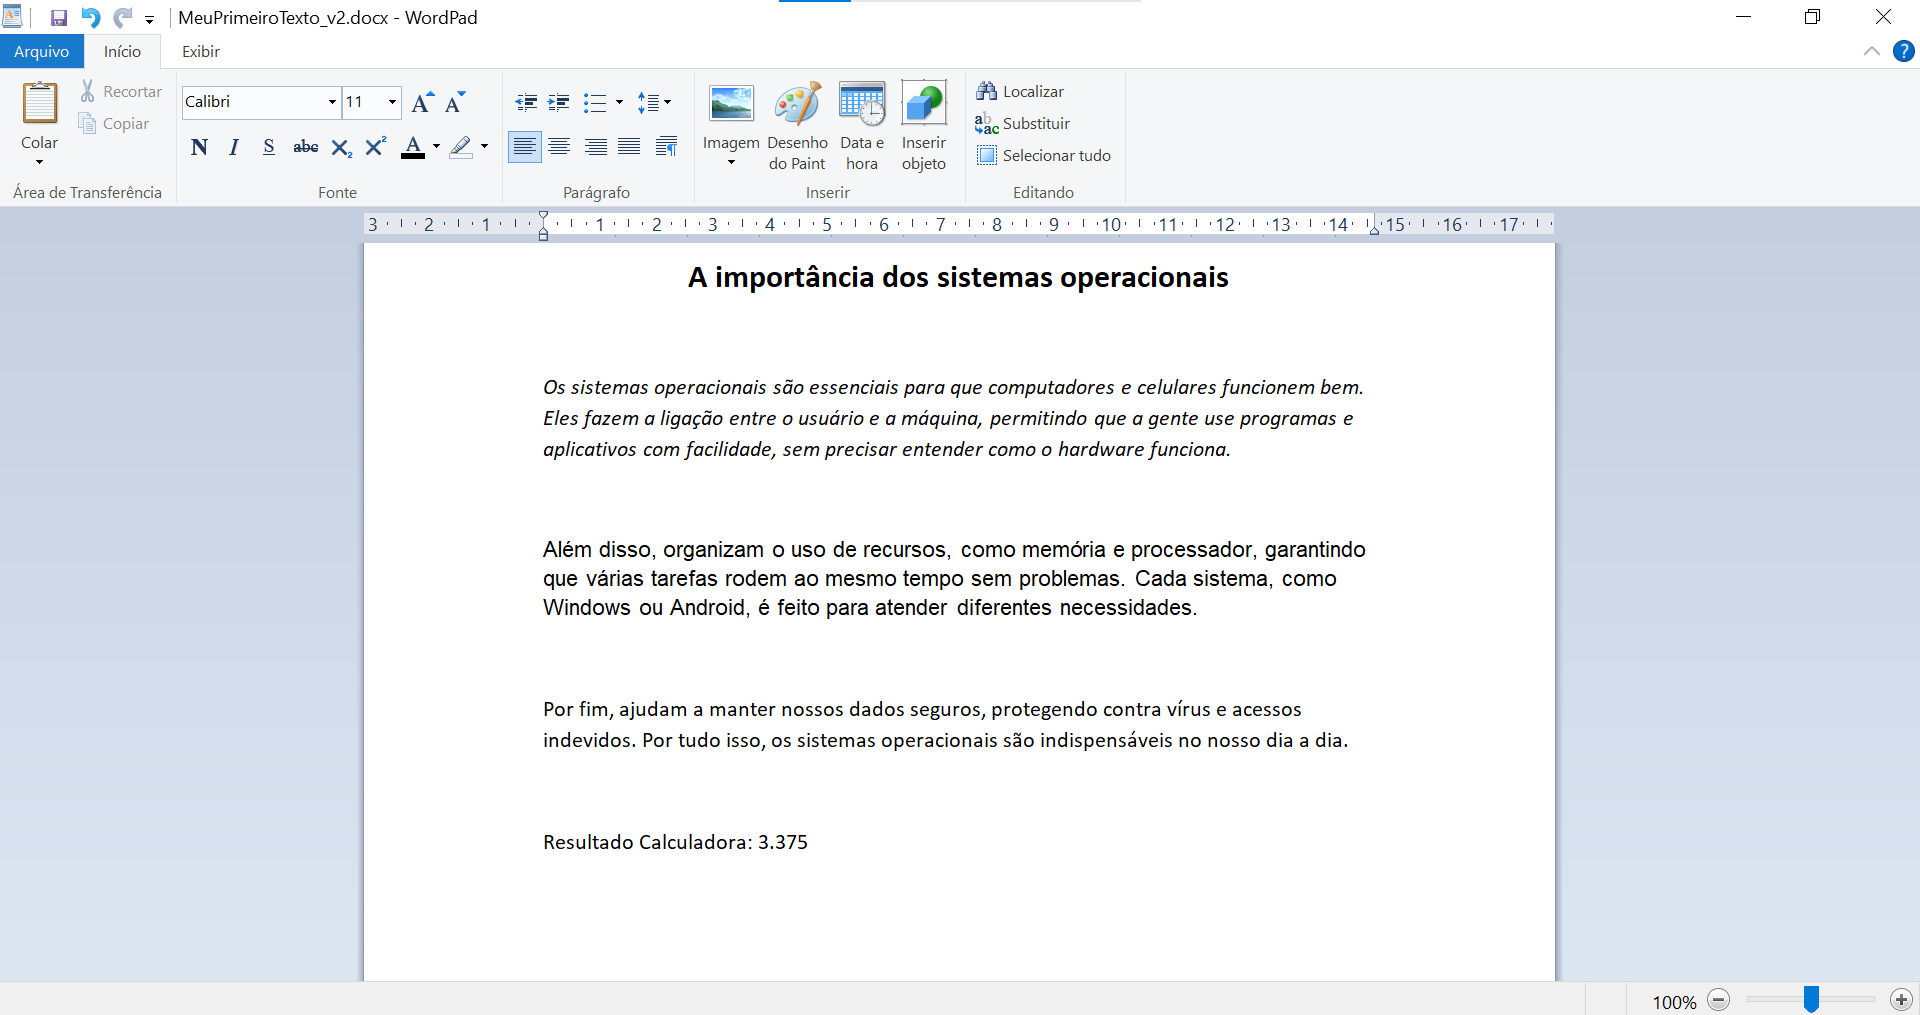 MeuPrimeiroTexto_v2.docx - WordPad
Arquivo Início Exibir ?
Colar Recortar Copiar
Área de Transferência
Calibri 11
N I S abc X₂ X² A
Fonte
Parágrafo
Imagem Desenho do Paint Data e hora Inserir objeto
Inserir
Localizar
Substituir
Selecionar tudo
Editando
3 2 1 1 2 3 4 5 6 7 8 9 10 11 12 13 14 15 16 17
A importância dos sistemas operacionais
Os sistemas operacionais são essenciais para que computadores e celulares funcionem bem.
Eles fazem a ligação entre o usuário e a máquina, permitindo que a gente use programas e
aplicativos com facilidade, sem precisar entender como o hardware funciona.
Além disso, organizam o uso de recursos, como memória e processador, garantindo
que várias tarefas rodem ao mesmo tempo sem problemas. Cada sistema, como
Windows ou Android, é feito para atender diferentes necessidades.
Por fim, ajudam a manter nossos dados seguros, protegendo contra vírus e acessos
indevidos. Por tudo isso, os sistemas operacionais são indispensáveis no nosso dia a dia.
Resultado Calculadora: 3.375
100%